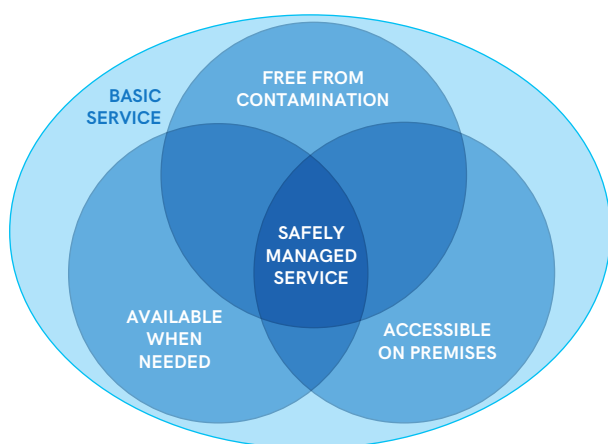 FREE FROM
CONTAMINATION
BASIC
SERVICE
SAFELY
MANAGED
SERVICE
AVAILABLE
WHEN
NEEDED
ACCESSIBLE
ON PREMISES